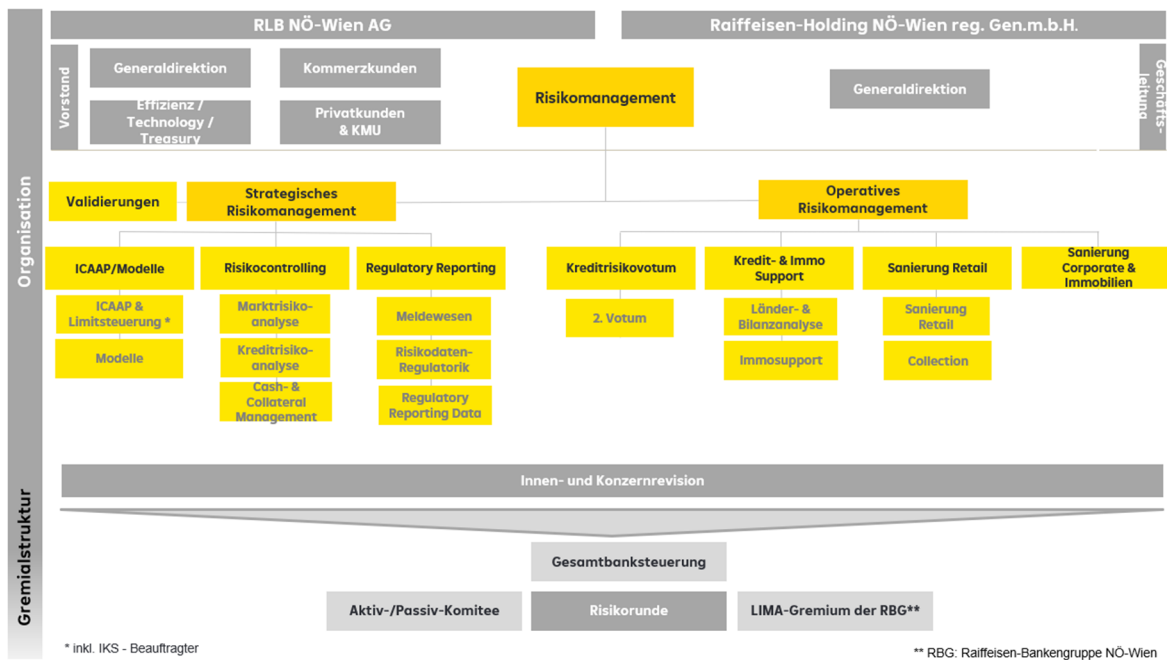 RLB NÖ-Wien AG
Raiffeisen-Holding NÖ-Wien reg. Gen.m.b.H.
Organisation
Vorstand
Generaldirektion
Kommerzkunden
Effizienz /
Technology /
Treasury
Privatkunden
& KMU
Risikomanagement
Generaldirektion
Geschäfts-
leitung
Validierungen
Strategisches
Risikomanagement
Operatives
Risikomanagement
ICAAP/Modelle
Risikocontrolling
Regulatory Reporting
Kreditrisikovotum
Kredit- & Immo
Support
Sanierung Retail
Sanierung
Corporate &
Immobilien
ICAAP &
Limitsteuerung *
Modelle
Marktrisiko-
analyse
Kreditrisiko-
analyse
Cash- &
Collateral
Management
Meldewesen
Risikodaten-
Regulatorik
Regulatory
Reporting Data
2. Votum
Länder- &
Bilanzanalyse
Immosupport
Sanierung
Retail
Collection
Gremialstruktur
Innen- und Konzernrevision
Gesamtbanksteuerung
Aktiv-/Passiv-Komitee
Risikorunde
LIMA-Gremium der RBG**
* inkl. IKS - Beauftragter
** RBG: Raiffeisen-Bankengruppe NÖ-Wien